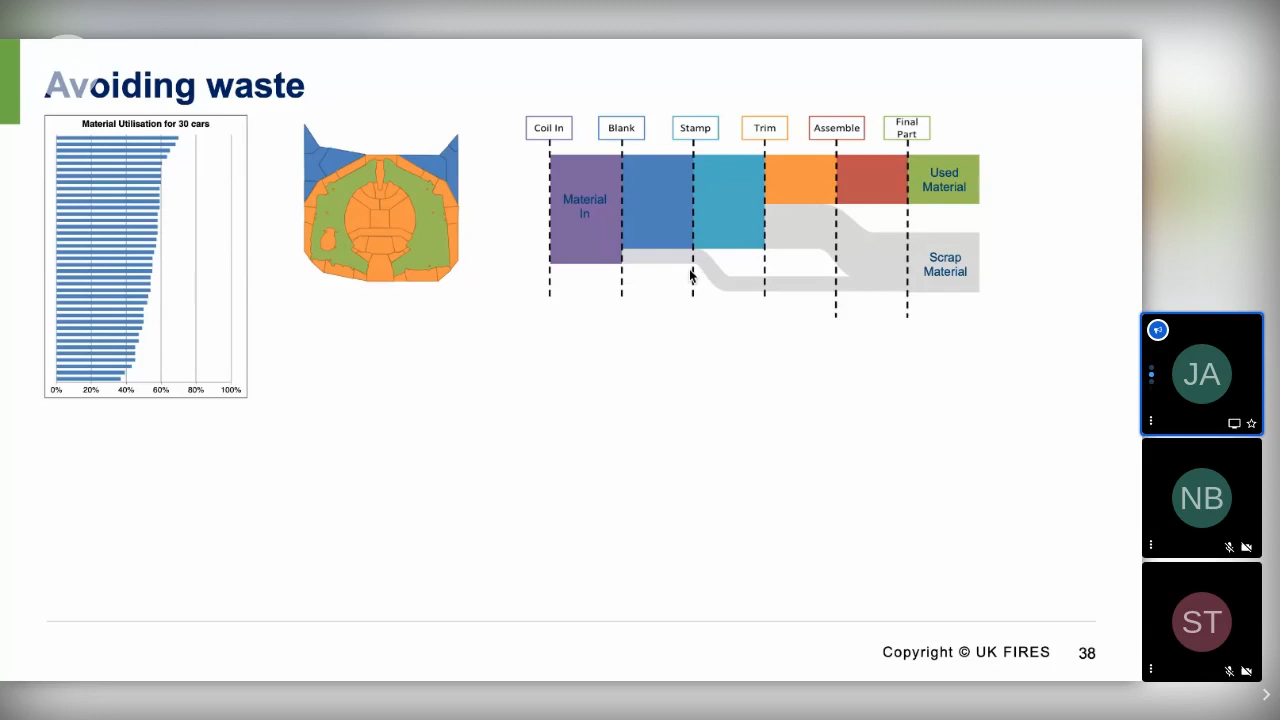 Avoiding waste
Material Utilisation for 30 cars
0% 20% 40% 60% 80% 100%
Coil In
Blank
Stamp
Trim
Assemble
Final
Part
Material
In
Used
Material
Scrap
Material
JA
NB
ST
Copyright © UK FIRES 38